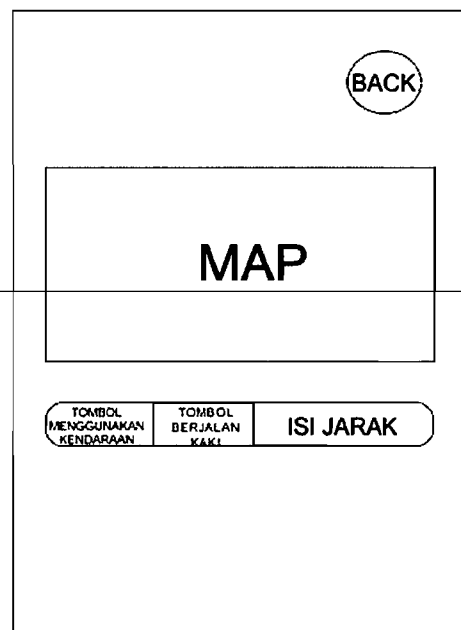 BACK
MAP
TOMBOL
MENGGUNAKAN
KENDARAAN
TOMBOL
BERJALAN
KAKI
ISI JARAK